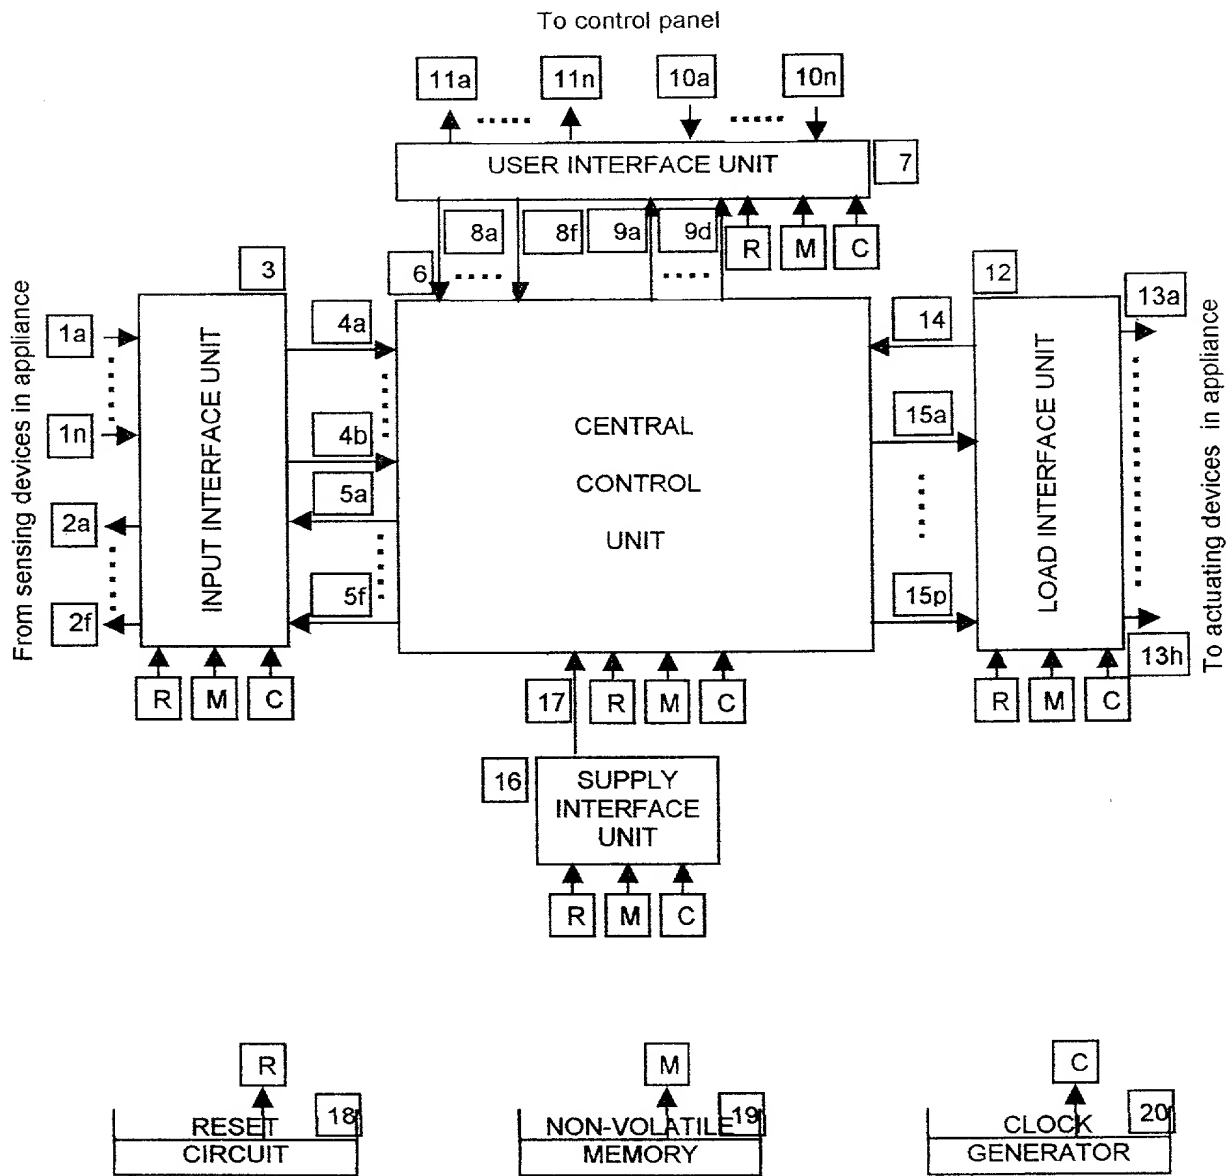 To control panel
11a 11n 10a 10n
USER INTERFACE UNIT 7
8a 8f 9a 9d
R M C
3 6 12
From sensing devices in appliance
1a
1n
2a
2f
INPUT INTERFACE UNIT
4a
4b
5a
5f
CENTRAL
CONTROL
UNIT
14
15a
15p
LOAD INTERFACE UNIT
13a
13h
To actuating devices in appliance
R M C
17 R M C
R M C
16
SUPPLY
INTERFACE
UNIT
R M C
R
RESET 18
CIRCUIT
M
NON-VOLATILE 19
MEMORY
C
CLOCK 20
GENERATOR